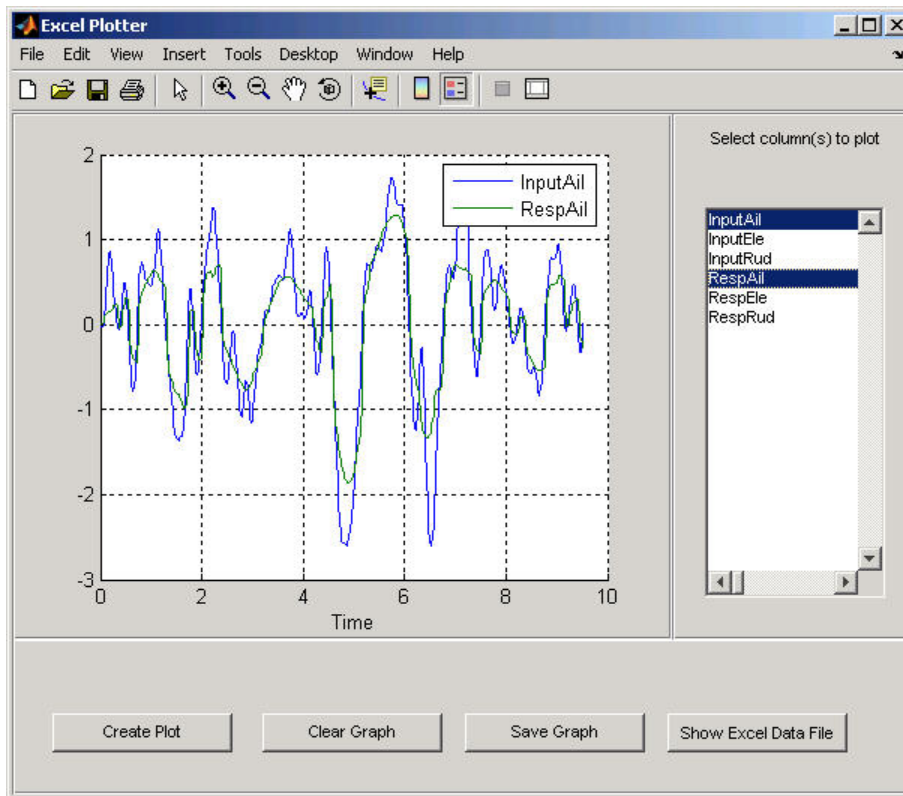 Excel Plotter
File Edit View Insert Tools Desktop Window Help
Select column(s) to plot
InputAil
InputEle
InputRud
RespAil
RespEle
RespRud
InputAil
RespAil
2
1
0
-1
-2
-3
0 2 4 6 8 10
Time
Create Plot Clear Graph Save Graph Show Excel Data File